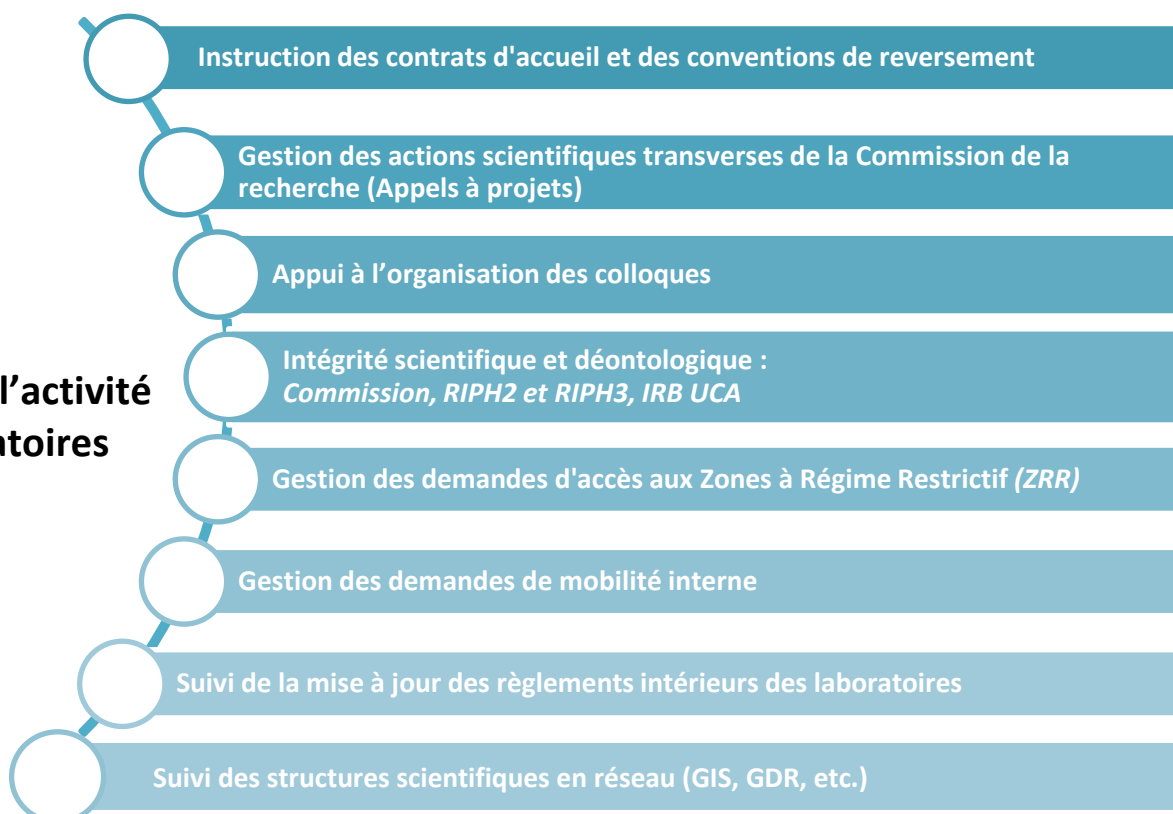 Instruction des contrats d'accueil et des conventions de reversement
Gestion des actions scientifiques transverses de la Commission de la
recherche (Appels à projets)
Appui à l’organisation des colloques
Intégrité scientifique et déontologique :
Commission, RIPH2 et RIPH3, IRB UCA
l’activité
atoires
Gestion des demandes d'accès aux Zones à Régime Restrictif (ZRR)
Gestion des demandes de mobilité interne
Suivi de la mise à jour des règlements intérieurs des laboratoires
Suivi des structures scientifiques en réseau (GIS, GDR, etc.)